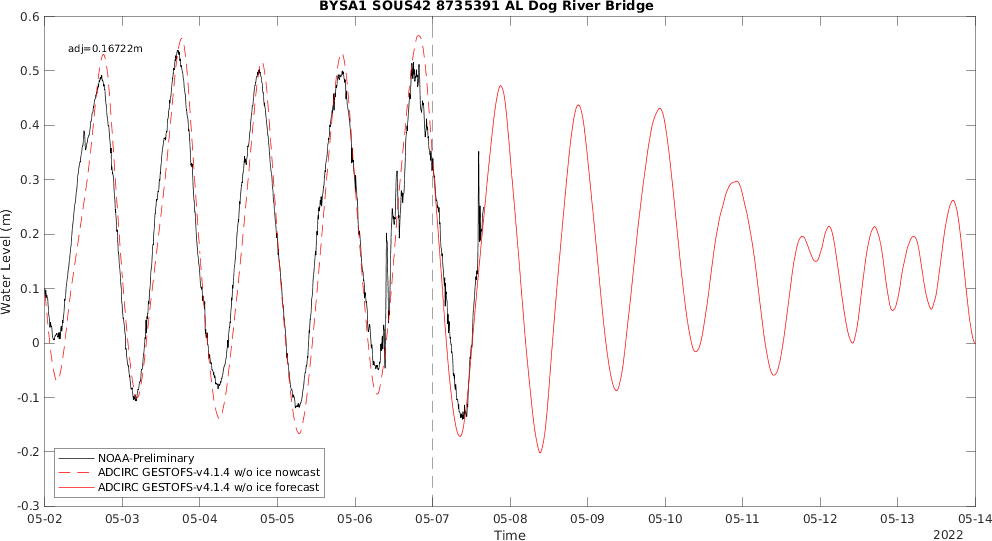 BYSA1 SOUS42 8735391 AL Dog River Bridge
0.6
adj=0.16722m
0.5
0.4
0.3
0.2
0.1
0
-0.1
-0.2
-0.3
Water Level (m)
NOAA-Preliminary
ADCIRC GESTOFS-v4.1.4 w/o ice nowcast
ADCIRC GESTOFS-v4.1.4 w/o ice forecast
05-02 05-03 05-04 05-05 05-06 05-07 05-08 05-09 05-10 05-11 05-12 05-13 05-14
Time
2022